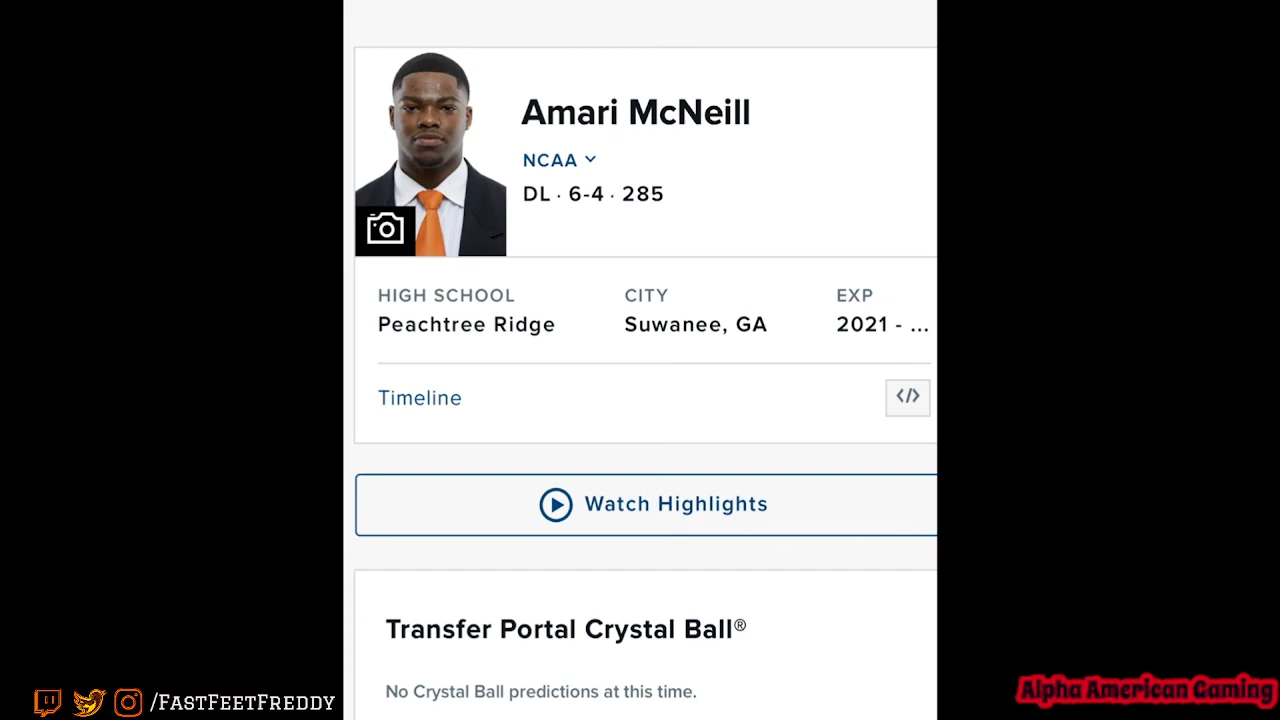 Amari McNeill
NCAA
DL · 6-4 · 285
HIGH SCHOOL CITY EXP
Peachtree Ridge Suwanee, GA 2021 - ...
Timeline </>
Watch Highlights
Transfer Portal Crystal Ball®
No Crystal Ball predictions at this time.
/FASTFEETFREDDY
Alpha American Gaming